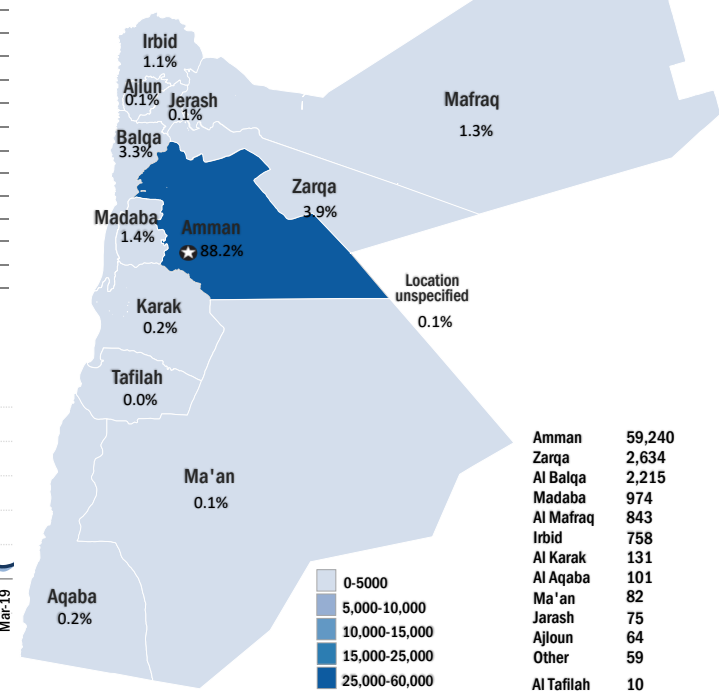 Irbid
1.1%
Ajlun
0.1%
Jerash
0.1%
Mafraq
1.3%
Balqa
3.3%
Zarqa
3.9%
Madaba
1.4%
Amman
88.2%
Location
unspecified
0.1%
Karak
0.2%
Tafilah
0.0%
Ma'an
0.1%
Aqaba
0.2%
Mar-19
0-5000
5,000-10,000
10,000-15,000
15,000-25,000
25,000-60,000
Amman 59,240
Zarqa 2,634
Al Balqa 2,215
Madaba 974
Al Mafraq 843
Irbid 758
Al Karak 131
Al Aqaba 101
Ma'an 82
Jarash 75
Ajloun 64
Other 59
Al Tafilah 10